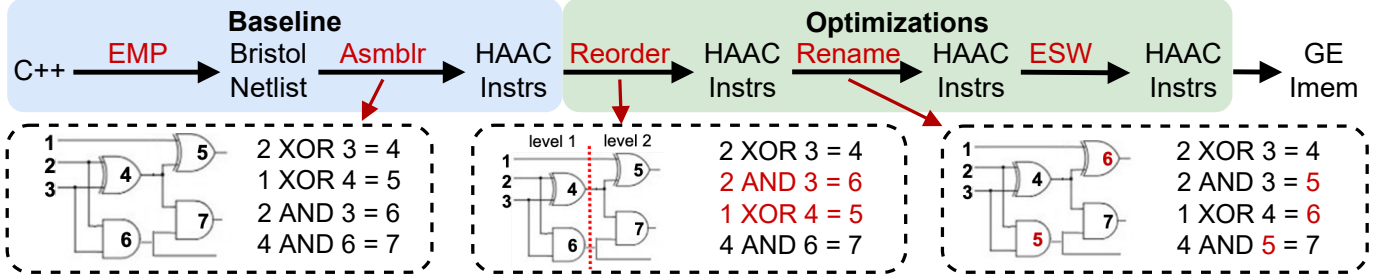 Baseline
Optimizations
C++
EMP
Bristol
Netlist
Asmblr
HAAC
Instrs
Reorder
HAAC
Instrs
Rename
HAAC
Instrs
ESW
HAAC
Instrs
GE
Imem
1
2
3
4
5
6
7
2 XOR 3 = 4
1 XOR 4 = 5
2 AND 3 = 6
4 AND 6 = 7
level 1
level 2
1
2
3
4
5
6
7
2 XOR 3 = 4
2 AND 3 = 6
1 XOR 4 = 5
4 AND 6 = 7
1
2
3
4
6
5
7
2 XOR 3 = 4
2 AND 3 = 5
1 XOR 4 = 6
4 AND 5 = 7